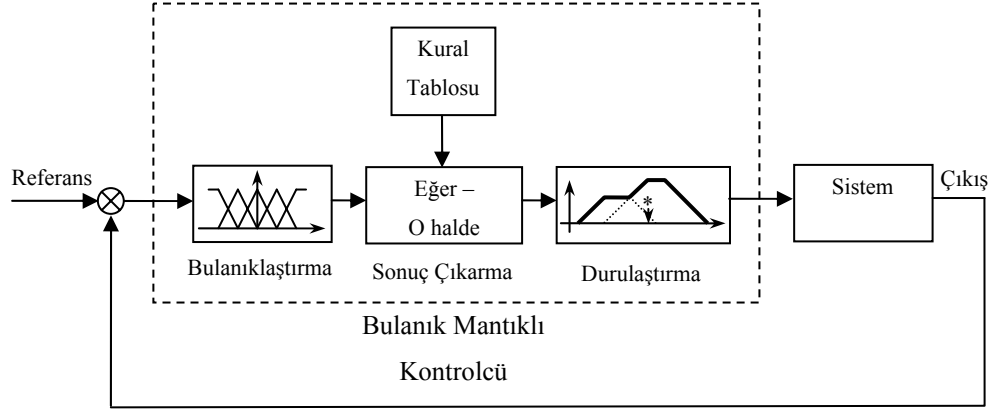 Kural
Tablosu
Referans
Eğer –
O halde
*
Sistem
Çıkış
Bulanıklaştırma
Sonuç Çıkarma
Durulaştırma
Bulanık Mantıklı
Kontrolcü